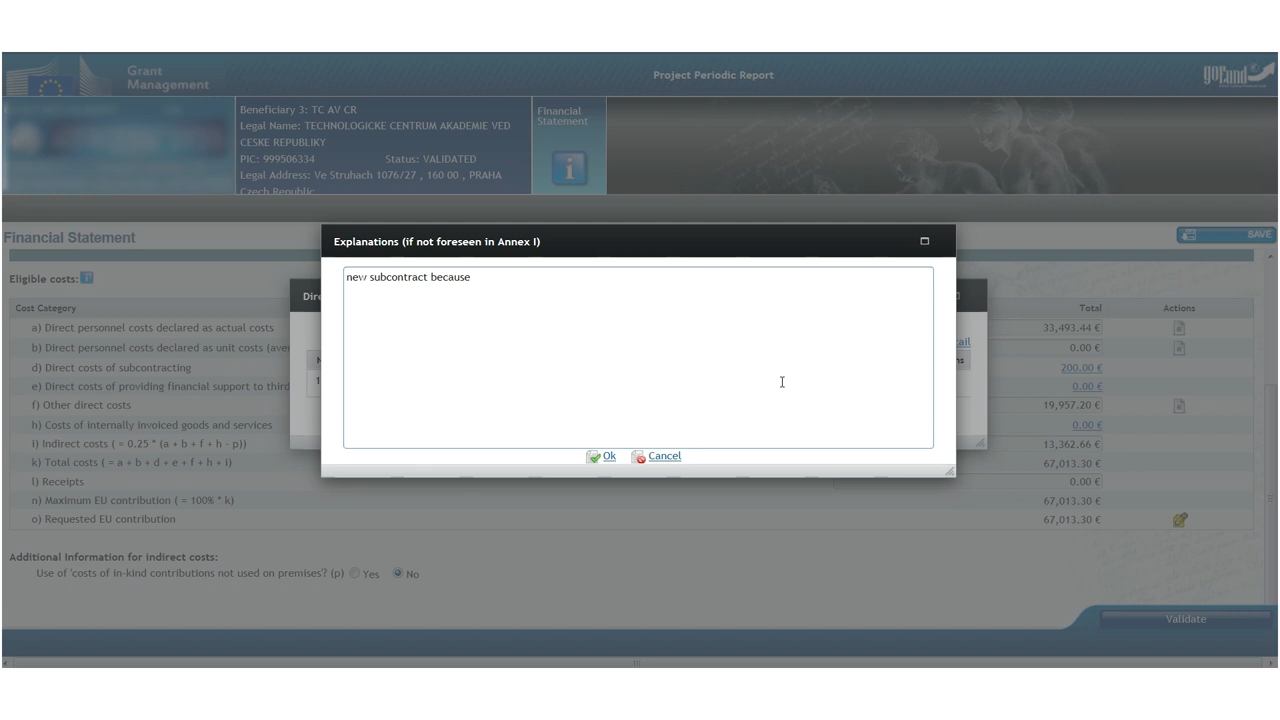 Grant
Management
Project Periodic Report
gofund
Beneficiary 3: TC AV CR
Legal Name: TECHNOLOGICKE CENTRUM AKADEMIE VED
CESKE REPUBLIKY
PIC: 999506334 Status: VALIDATED
Legal Address: Ve Struhach 1076/27 , 160 00 , PRAHA
Czech Republic
Financial
Statement
i
Financial Statement
SAVE
Explanations (if not foreseen in Annex I)
new subcontract because
Ok Cancel
Eligible costs: i
Cost Category Total Actions
a) Direct personnel costs declared as actual costs 33,493.44 €
b) Direct personnel costs declared as unit costs (ave 0.00 €
d) Direct costs of subcontracting 200.00 €
e) Direct costs of providing financial support to third 0.00 €
f) Other direct costs 19,957.20 €
h) Costs of internally invoiced goods and services 0.00 €
i) Indirect costs ( = 0.25 * (a + b + f + h - p)) 13,362.66 €
k) Total costs ( = a + b + d + e + f + h + i) 67,013.30 €
l) Receipts 0.00 €
n) Maximum EU contribution ( = 100% * k) 67,013.30 €
o) Requested EU contribution 67,013.30 €
Dire
Additional Information for indirect costs:
Use of 'costs of in-kind contributions not used on premises'? (p) Yes No
Validate